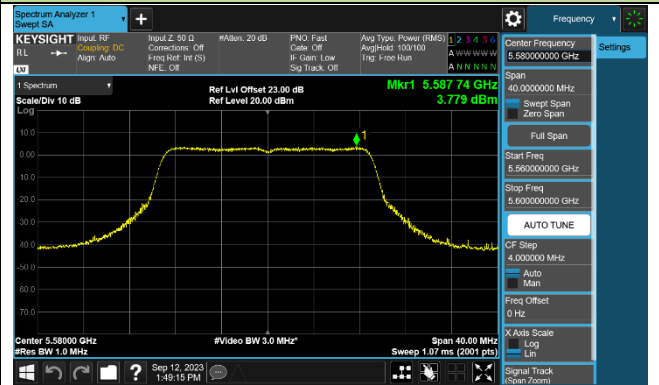 Spectrum Analyzer 1
Swept SA
Frequency
KEYSIGHT
RL
Input: RF
Coupling: DC
Align: Auto
Input Z: 50 Ω
Corrections: Off
Freq Ref: Int (S)
NFE: Off
#Atten: 20 dB
PNO: Fast
Gate: Off
IF Gain: Low
Sig Track: Off
Avg Type: Power (RMS)
Avg|Hold: 100/100
Trig: Free Run
1 2 3 4 5 6
A W W W W W
A N N N N N
1 Spectrum
Scale/Div 10 dB
Log
Ref Lvl Offset 23.00 dB
Ref Level 20.00 dBm
Mkr1 5.587 74 GHz
3.779 dBm
1
10.0
0.00
-10.0
-20.0
-30.0
-40.0
-50.0
-60.0
-70.0
Center 5.58000 GHz
#Res BW 1.0 MHz
#Video BW 3.0 MHz*
Span 40.00 MHz
Sweep 1.07 ms (2001 pts)
Sep 12, 2023
1:49:15 PM
Center Frequency
5.580000000 GHz
Settings
Span
40.0000000 MHz
Swept Span
Zero Span
Full Span
Start Freq
5.560000000 GHz
Stop Freq
5.600000000 GHz
AUTO TUNE
CF Step
4.000000 MHz
Auto
Man
Freq Offset
0 Hz
X Axis Scale
Log
Lin
Signal Track
(Span Zoom)